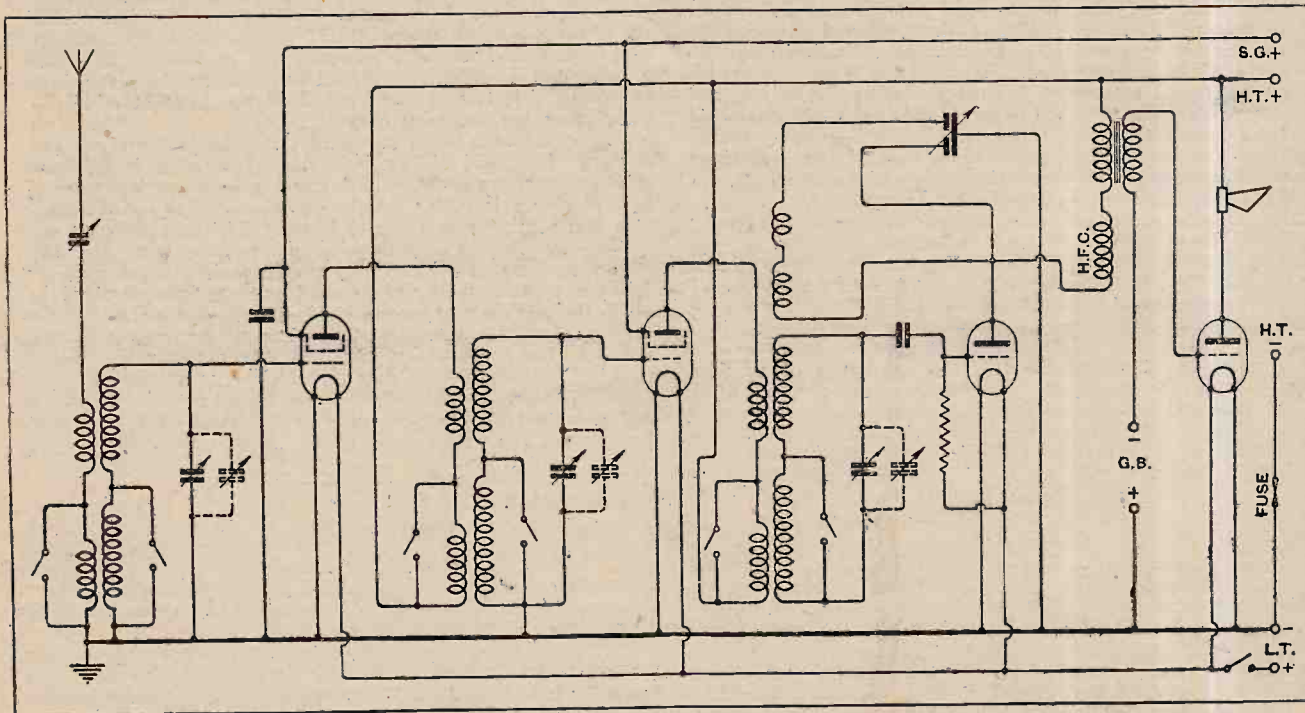 S.G.+
H.T.+
H.F.C.
H.T.
–
–
G.B.
+
FUSE
–
L.T.
+